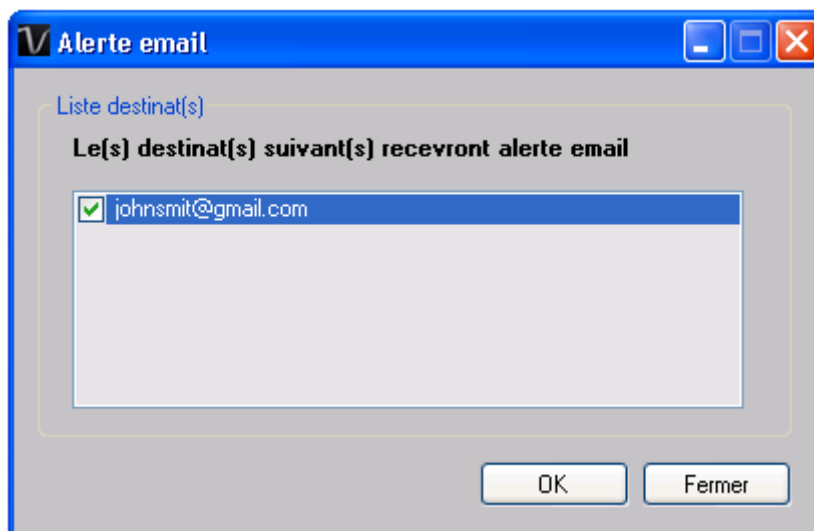 Alerte email
Liste destinat(s)
Le(s) destinat(s) suivant(s) recevront alerte email
johnsmit@gmail.com
OK
Fermer